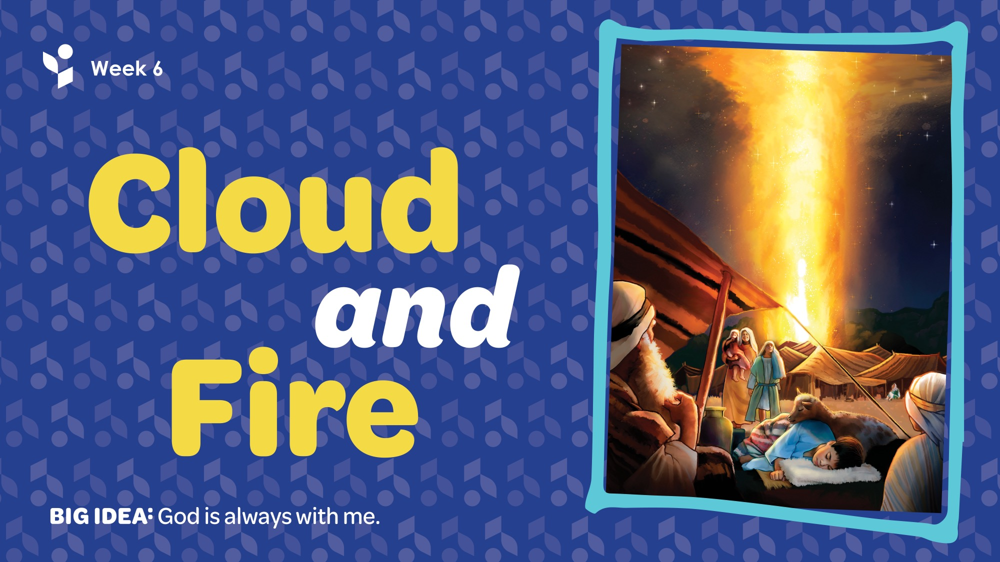 Week 6
Cloud
and
Fire
BIG IDEA: God is always with me.